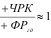 + ЧРК / + ФР_го ≈ 1